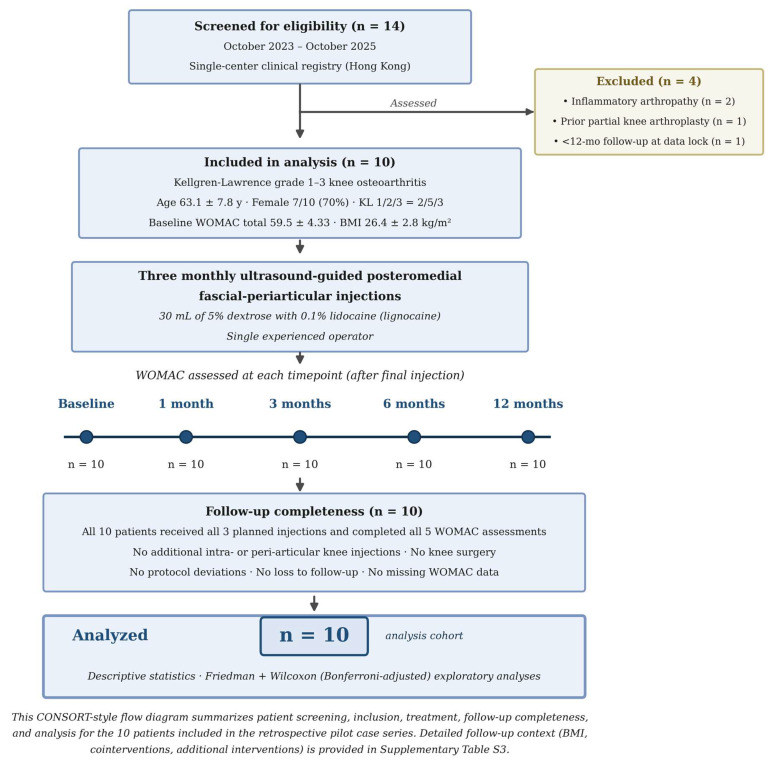 Screened for eligibility (n = 14)
October 2023 – October 2025
Single-center clinical registry (Hong Kong)
Assessed
Excluded (n = 4)
• Inflammatory arthropathy (n = 2)
• Prior partial knee arthroplasty (n = 1)
• <12-mo follow-up at data lock (n = 1)
Included in analysis (n = 10)
Kellgren-Lawrence grade 1–3 knee osteoarthritis
Age 63.1 ± 7.8 y · Female 7/10 (70%) · KL 1/2/3 = 2/5/3
Baseline WOMAC total 59.5 ± 4.33 · BMI 26.4 ± 2.8 kg/m²
Three monthly ultrasound-guided posteromedial
fascial-periarticular injections
30 mL of 5% dextrose with 0.1% lidocaine (lignocaine)
Single experienced operator
WOMAC assessed at each timepoint (after final injection)
Baseline 1 month 3 months 6 months 12 months
n = 10 n = 10 n = 10 n = 10 n = 10
Follow-up completeness (n = 10)
All 10 patients received all 3 planned injections and completed all 5 WOMAC assessments
No additional intra- or peri-articular knee injections · No knee surgery
No protocol deviations · No loss to follow-up · No missing WOMAC data
Analyzed n = 10 analysis cohort
Descriptive statistics · Friedman + Wilcoxon (Bonferroni-adjusted) exploratory analyses
This CONSORT-style flow diagram summarizes patient screening, inclusion, treatment, follow-up completeness,
and analysis for the 10 patients included in the retrospective pilot case series. Detailed follow-up context (BMI,
cointerventions, additional interventions) is provided in Supplementary Table S3.